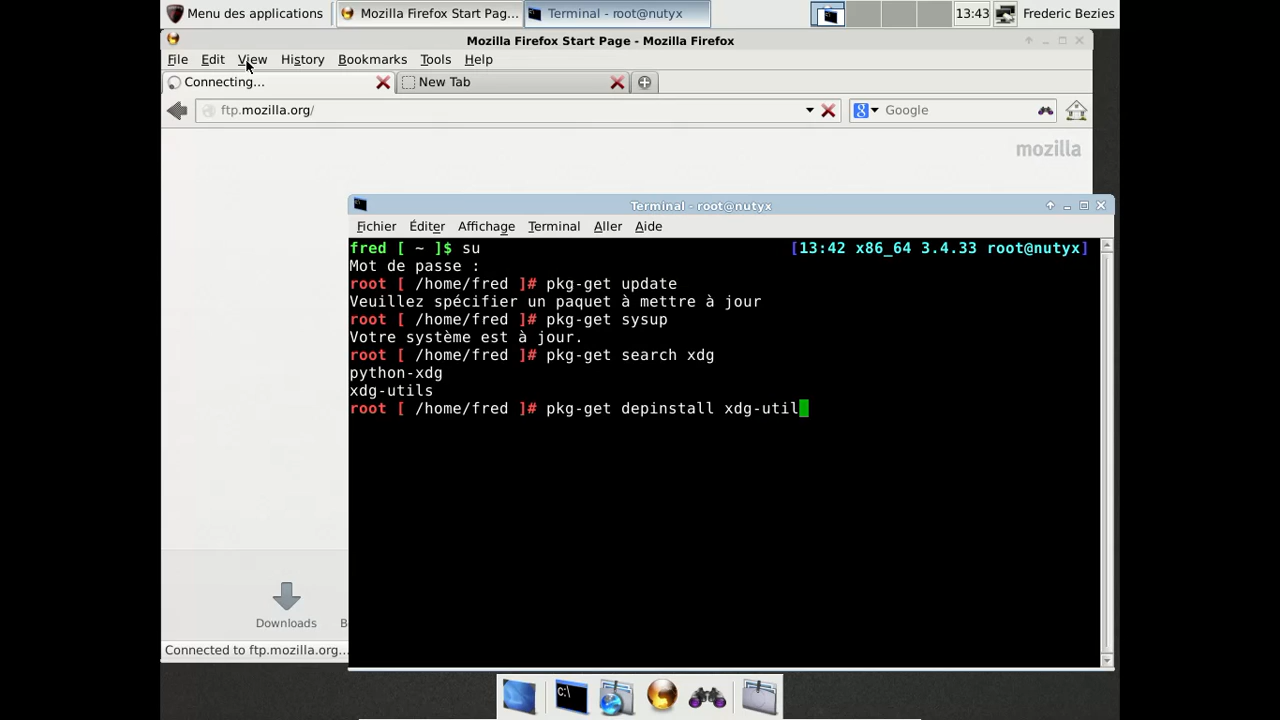 Menu des applications
Mozilla Firefox Start Pag...
Terminal - root@nutyx
13:43
Frederic Bezies
Mozilla Firefox Start Page - Mozilla Firefox
File Edit View History Bookmarks Tools Help
Connecting...
New Tab
ftp.mozilla.org/
8 Google
mozilla
Terminal - root@nutyx
Fichier Éditer Affichage Terminal Aller Aide
fred [ ~ ]$ su [13:42 x86_64 3.4.33 root@nutyx]
Mot de passe :
root [ /home/fred ]# pkg-get update
Veuillez spécifier un paquet à mettre à jour
root [ /home/fred ]# pkg-get sysup
Votre système est à jour.
root [ /home/fred ]# pkg-get search xdg
python-xdg
xdg-utils
root [ /home/fred ]# pkg-get depinstall xdg-util
Downloads
B
Connected to ftp.mozilla.org...
C:\